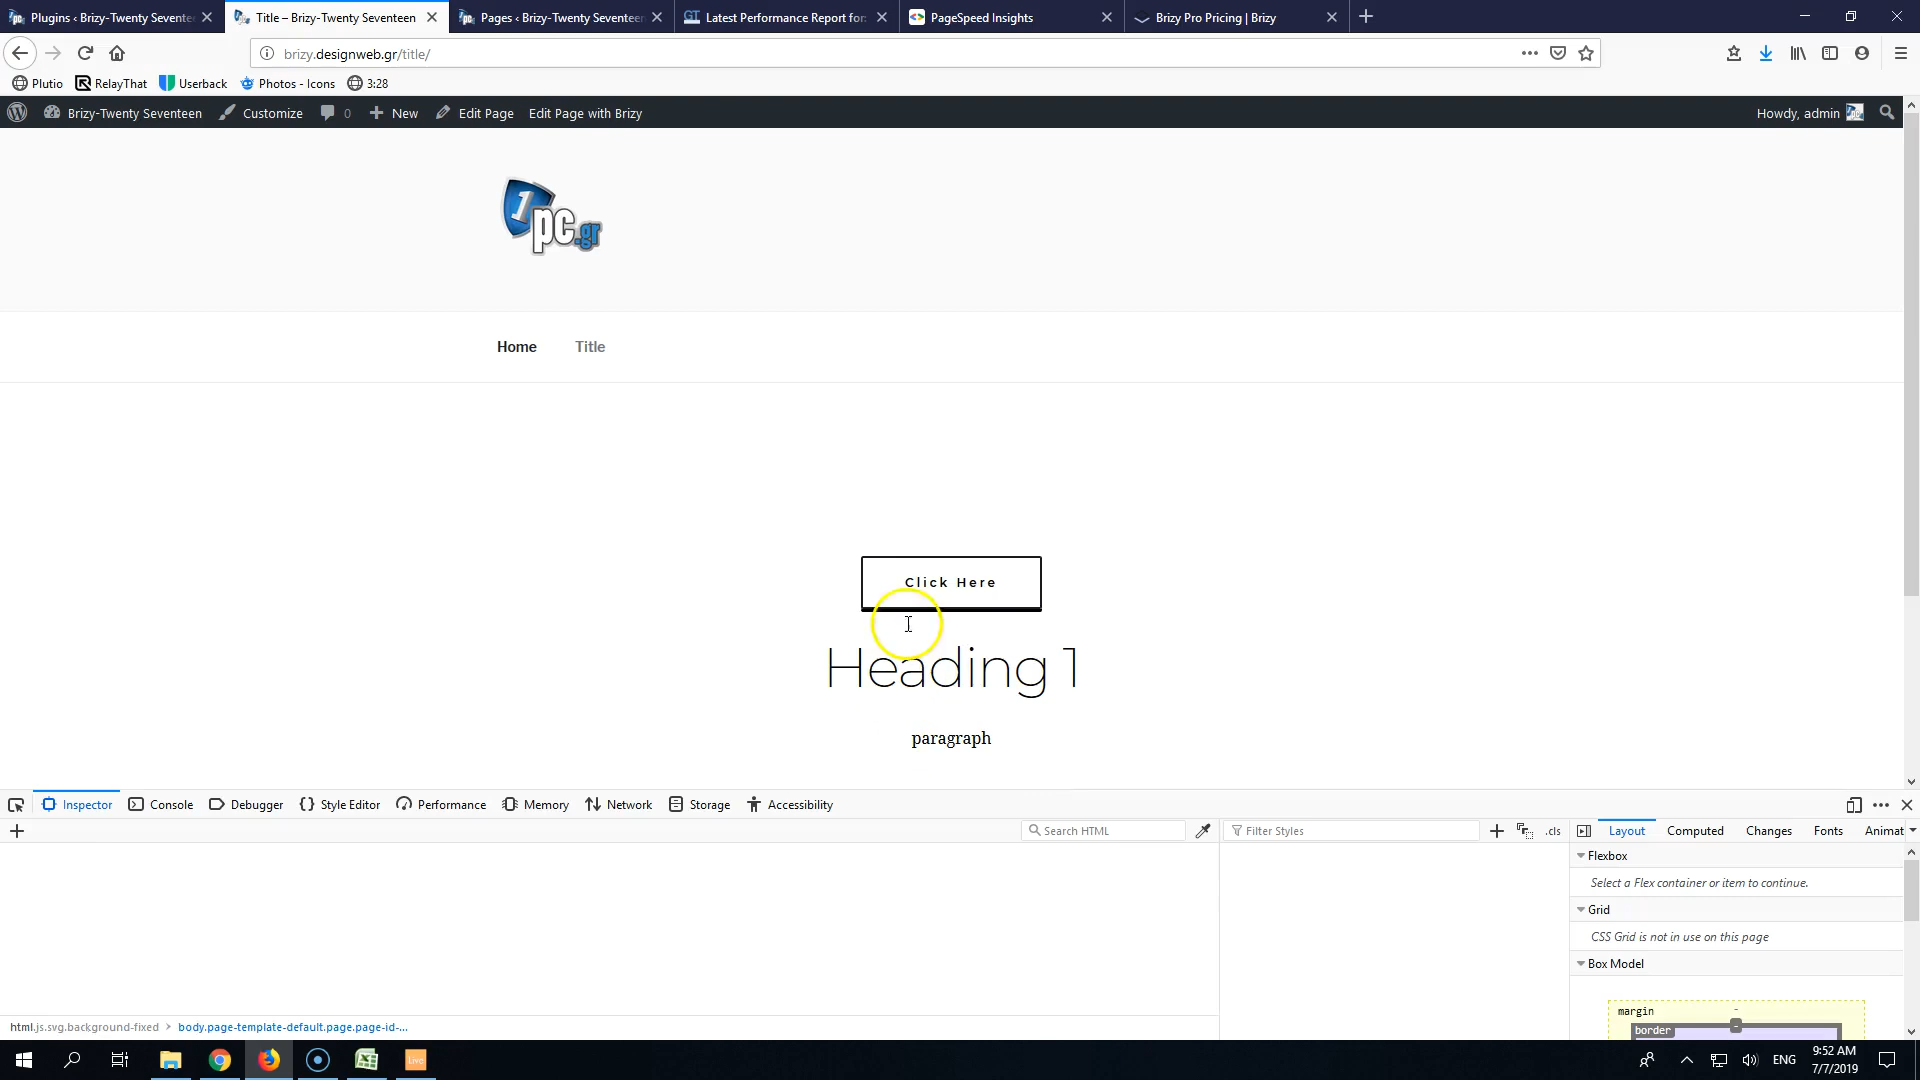 Plugins ‹ Brizy-Twenty Sevente
Title – Brizy-Twenty Seventeen
Pages ‹ Brizy-Twenty Seventeen
GT Latest Performance Report for:
PageSpeed Insights
Brizy Pro Pricing | Brizy
brizy.designweb.gr/title/
Plutio
RelayThat
Userback
Photos - Icons
3:28
Brizy-Twenty Seventeen
Customize
0
New
Edit Page
Edit Page with Brizy
Howdy, admin
1pc.gr
Home
Title
Click Here
Heading 1
paragraph
Inspector
Console
Debugger
Style Editor
Performance
Memory
Network
Storage
Accessibility
Search HTML
Filter Styles
.cls
Layout
Computed
Changes
Fonts
Animat
Flexbox
Select a Flex container or item to continue.
Grid
CSS Grid is not in use on this page
Box Model
margin
-
border
-
html.js.svg.background-fixed > body.page-template-default.page.page-id-...
Live
ENG
9:52 AM
7/7/2019